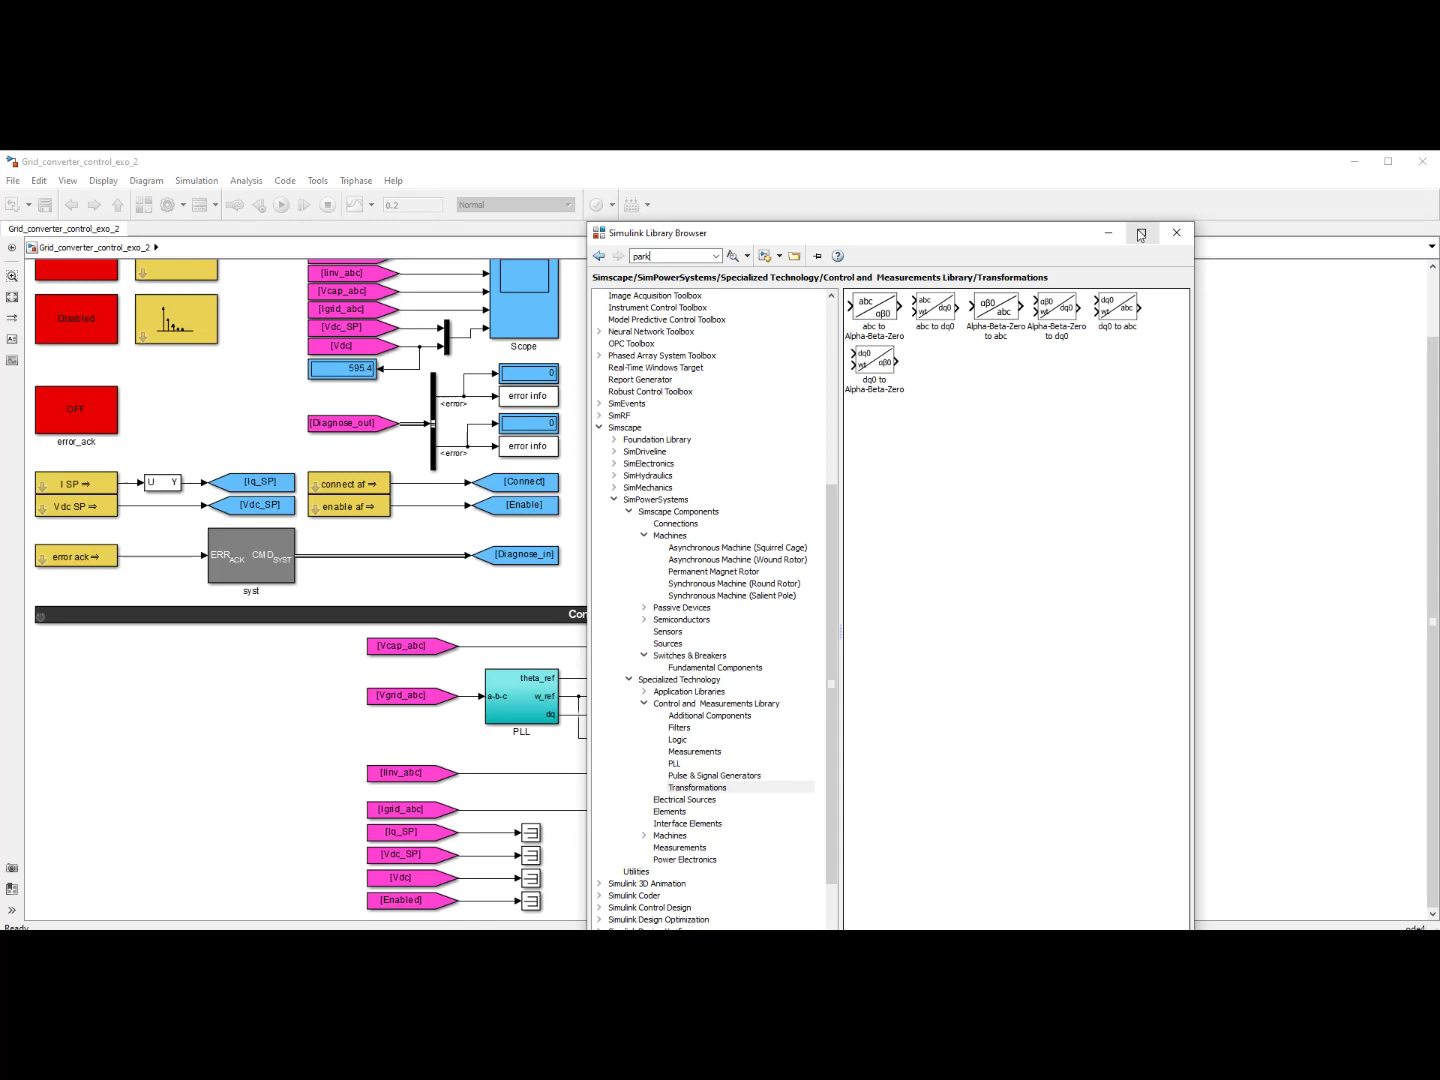 Grid_converter_control_exo_2
File Edit View Display Diagram Simulation Analysis Code Tools Triphase Help
0.2 Normal
Grid_converter_control_exo_2
Grid_converter_control_exo_2
Disabled
OFF
error_ack
[Iinv_abc]
[Vcap_abc]
[Igrid_abc]
[Vdc_SP]
[Vdc]
Scope
595.4
0
<error>
error info
[Diagnose_out]
0
<error>
error info
I SP
U Y
[Iq_SP]
connect af
[Connect]
Vdc SP
[Vdc_SP]
enable af
[Enable]
error ack
ERR ACK
CMD SYST
[Diagnose_in]
syst
Con
[Vcap_abc]
[Vgrid_abc]
a-b-c
theta_ref
w_ref
dq
PLL
[Iinv_abc]
[Igrid_abc]
[Iq_SP]
[Vdc_SP]
[Vdc]
[Enabled]
Ready
Simulink Library Browser
park
Simscape/SimPowerSystems/Specialized Technology/Control and Measurements Library/Transformations
Image Acquisition Toolbox
Instrument Control Toolbox
Model Predictive Control Toolbox
Neural Network Toolbox
OPC Toolbox
Phased Array System Toolbox
Real-Time Windows Target
Report Generator
Robust Control Toolbox
SimEvents
SimRF
Simscape
Foundation Library
SimDriveline
SimElectronics
SimHydraulics
SimMechanics
SimPowerSystems
Simscape Components
Connections
Machines
Asynchronous Machine (Squirrel Cage)
Asynchronous Machine (Wound Rotor)
Permanent Magnet Rotor
Synchronous Machine (Round Rotor)
Synchronous Machine (Salient Pole)
Passive Devices
Semiconductors
Sensors
Sources
Switches & Breakers
Fundamental Components
Specialized Technology
Application Libraries
Control and Measurements Library
Additional Components
Filters
Logic
Measurements
PLL
Pulse & Signal Generators
Transformations
Electrical Sources
Elements
Interface Elements
Machines
Measurements
Power Electronics
Utilities
Simulink 3D Animation
Simulink Coder
Simulink Control Design
Simulink Design Optimization
abc
αβ0
abc to
Alpha-Beta-Zero
abc
wt
dq0
abc to dq0
αβ0
abc
Alpha-Beta-Zero
to abc
αβ0
wt
dq0
Alpha-Beta-Zero
to dq0
dq0
wt
abc
dq0 to abc
dq0
wt
αβ0
dq0 to
Alpha-Beta-Zero